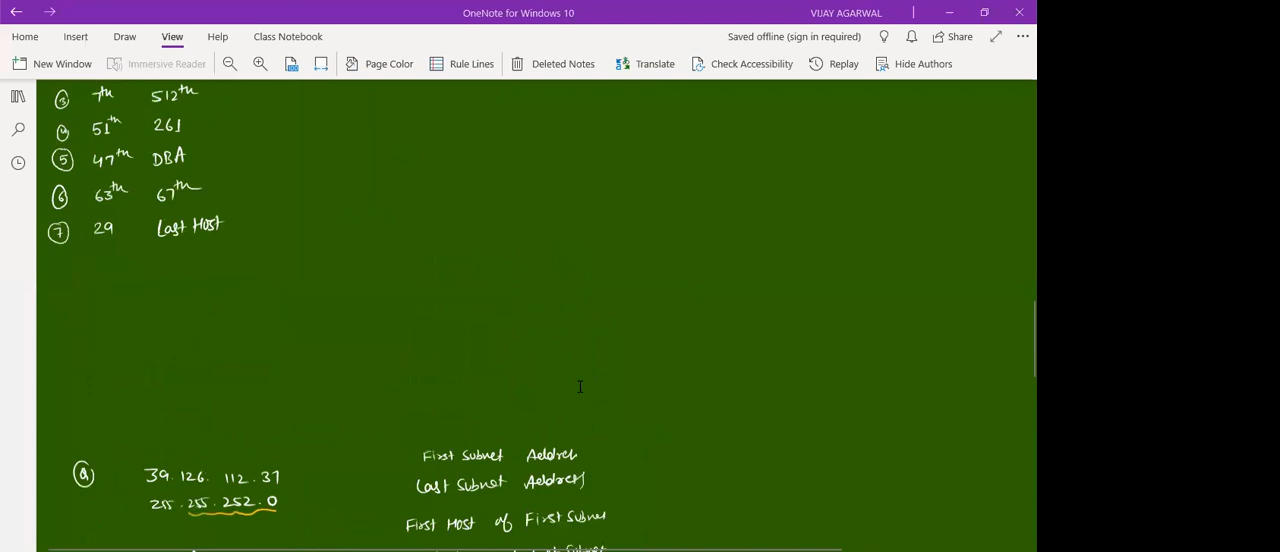 OneNote for Windows 10
VIJAY AGARWAL
Home Insert Draw View Help Class Notebook
Saved offline (sign in required) Share
New Window Immersive Reader Page Color Rule Lines Deleted Notes Translate Check Accessibility Replay Hide Authors
③ 7th 512th
④ 51th 261
⑤ 47th DBA
⑥ 63th 67th
⑦ 29 Last Host
First Subnet Address
Q 39.126.112.37
Last Subnet Address
255.255.252.0
First Host of First Subnet